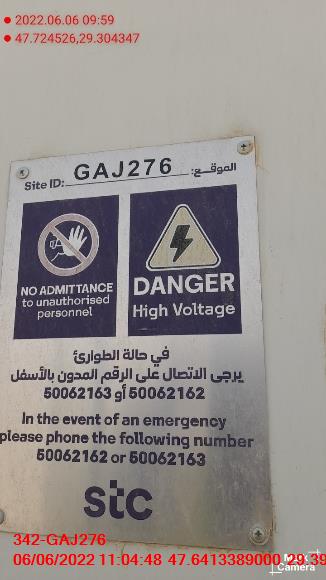 2022.06.06 09:59
47.724526,29.304347
Site ID: GAJ276 الموقع:
NO ADMITTANCE
to unauthorised
personnel
DANGER
High Voltage
في حالة الطوارئ
يرجى الاتصال على الرقم المدون بالأسفل
50062162 أو 50062163
In the event of an emergency
please phone the following number
50062162 or 50062163
stc
342-GAJ276
06/06/2022 11:04:48 47.6413389000 29.39
Camera